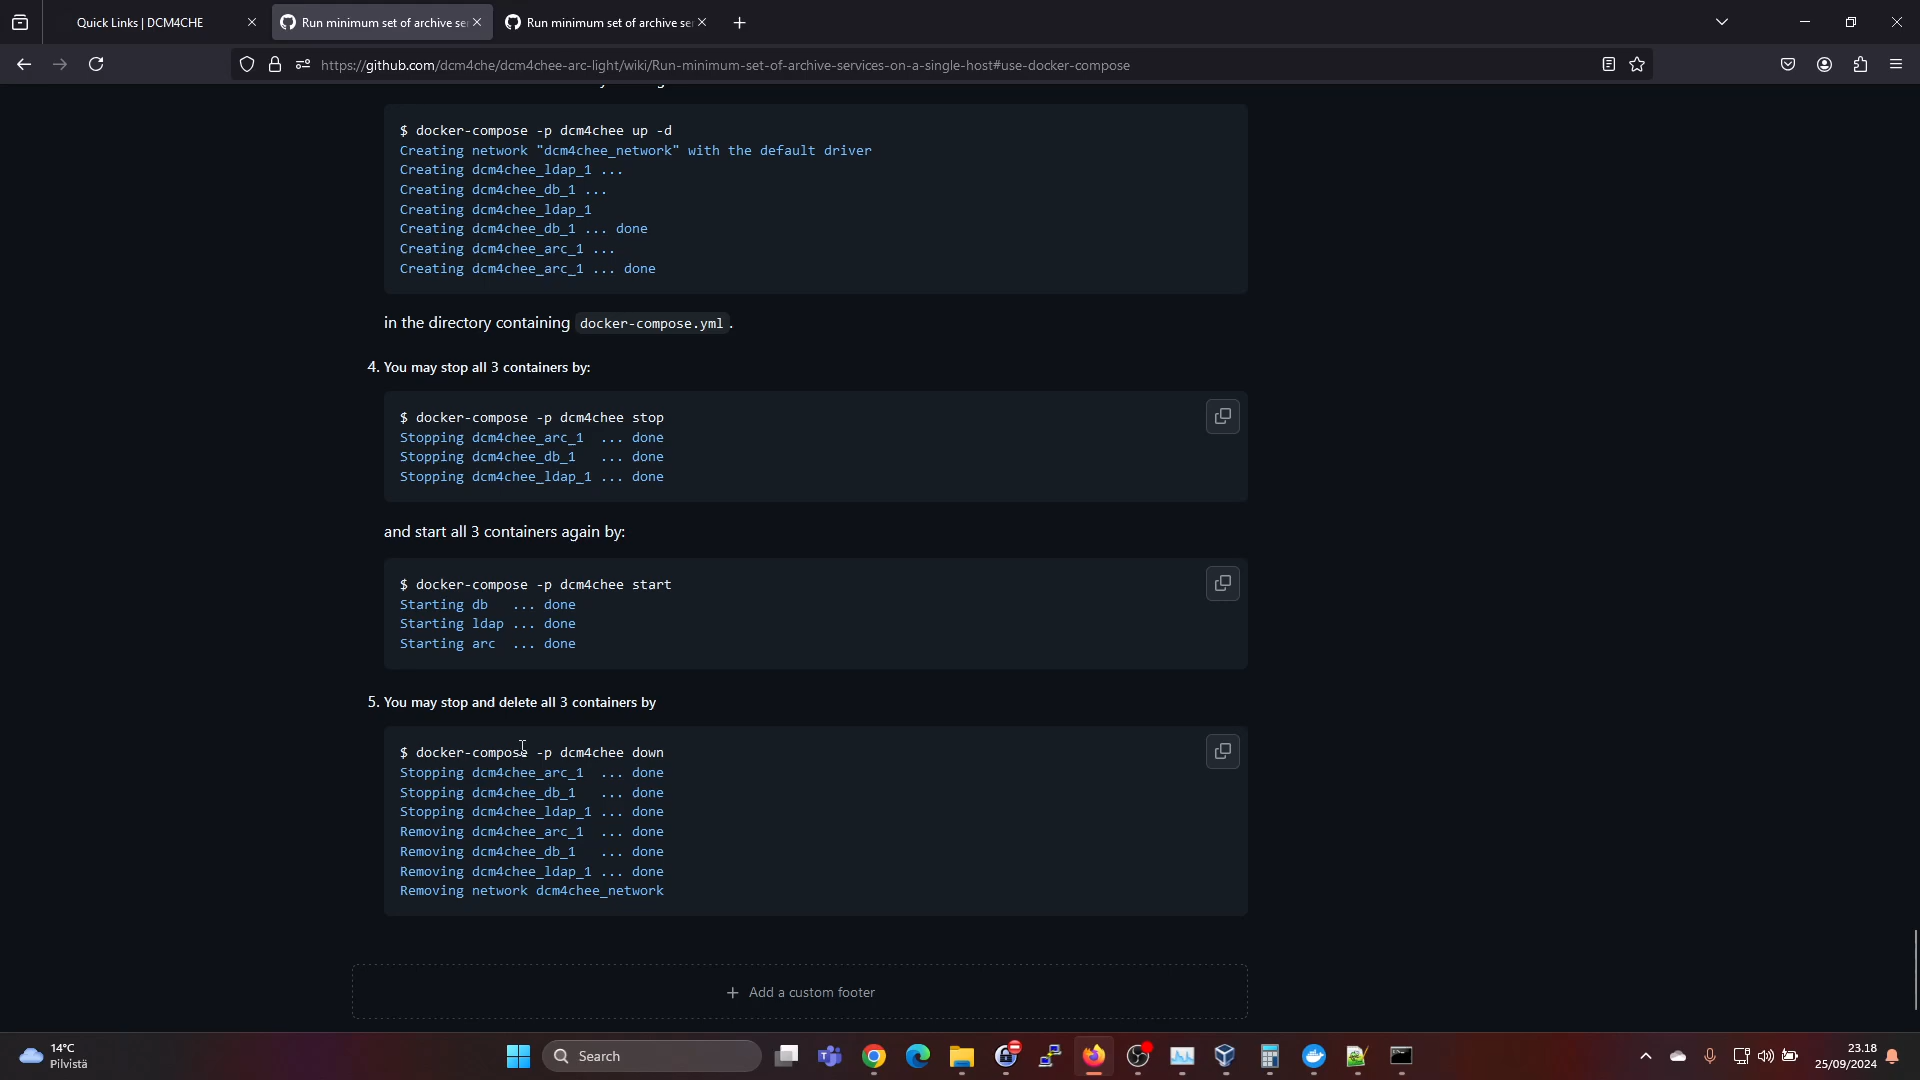 Quick Links | DCM4CHE
Run minimum set of archive se
Run minimum set of archive se
https://github.com/dcm4che/dcm4chee-arc-light/wiki/Run-minimum-set-of-archive-services-on-a-single-host#use-docker-compose
$ docker-compose -p dcm4chee up -d
Creating network "dcm4chee_network" with the default driver
Creating dcm4chee_ldap_1 ...
Creating dcm4chee_db_1 ...
Creating dcm4chee_ldap_1
Creating dcm4chee_db_1 ... done
Creating dcm4chee_arc_1 ...
Creating dcm4chee_arc_1 ... done
in the directory containing docker-compose.yml .
4. You may stop all 3 containers by:
$ docker-compose -p dcm4chee stop
Stopping dcm4chee_arc_1 ... done
Stopping dcm4chee_db_1 ... done
Stopping dcm4chee_ldap_1 ... done
and start all 3 containers again by:
$ docker-compose -p dcm4chee start
Starting db ... done
Starting ldap ... done
Starting arc ... done
5. You may stop and delete all 3 containers by
$ docker-compose -p dcm4chee down
Stopping dcm4chee_arc_1 ... done
Stopping dcm4chee_db_1 ... done
Stopping dcm4chee_ldap_1 ... done
Removing dcm4chee_arc_1 ... done
Removing dcm4chee_db_1 ... done
Removing dcm4chee_ldap_1 ... done
Removing network dcm4chee_network
+ Add a custom footer
14°C
Pilvistä
Search
23.18
25/09/2024